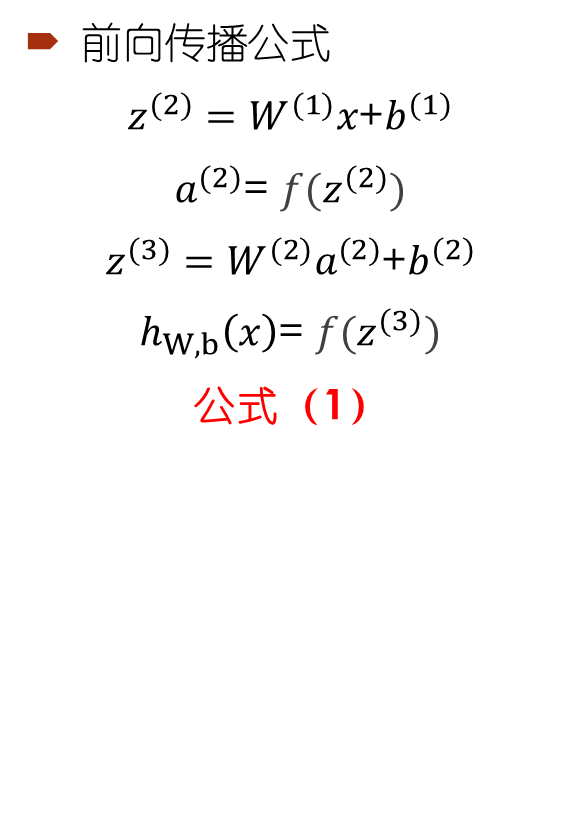 前向传播公式
z⁽²⁾ = W⁽¹⁾x+b⁽¹⁾
a⁽²⁾= f(z⁽²⁾)
z⁽³⁾ = W⁽²⁾a⁽²⁾+b⁽²⁾
h_W,b(x)= f(z⁽³⁾)
公式（1）